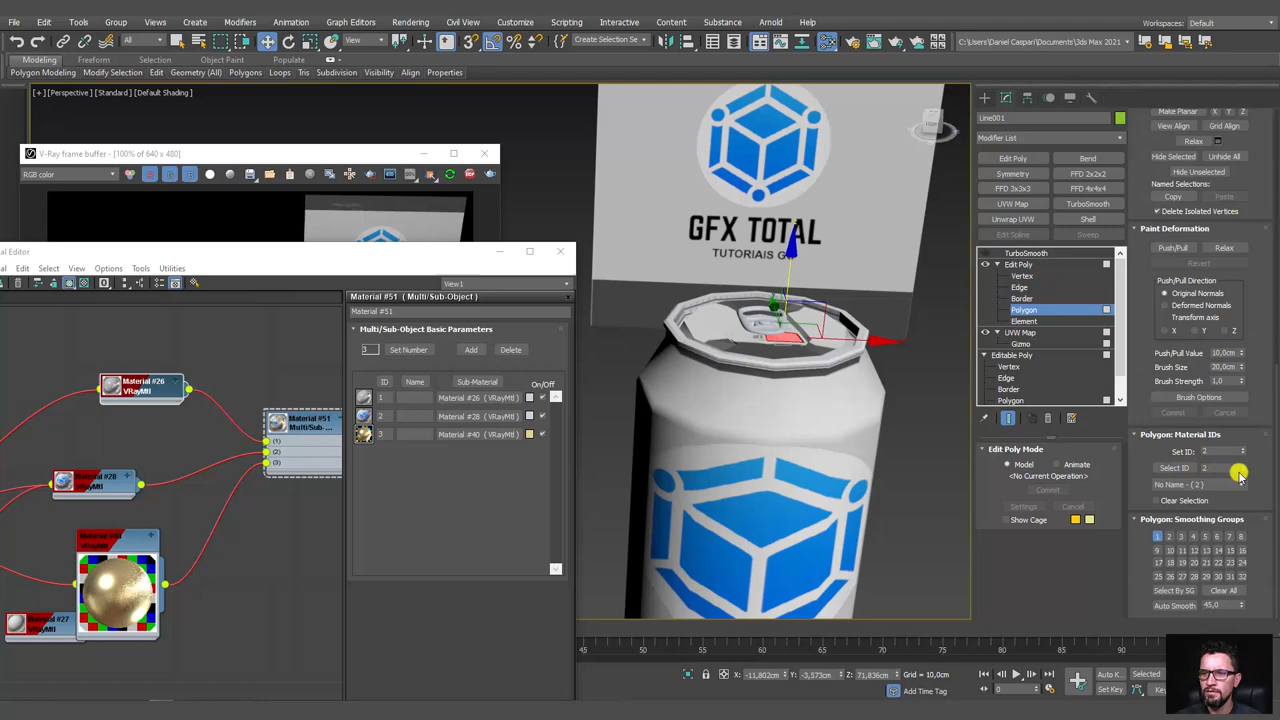 File Edit Tools Group Views Create Modifiers Animation Graph Editors Rendering Civil View Customize Scripting Interactive Content Substance Arnold Help Workspaces: Default
All View Create Selection Se C:\Users\Daniel Caspari\Documents\3ds Max 2021
Modeling Freeform Selection Object Paint Populate
Polygon Modeling Modify Selection Edit Geometry (All) Polygons Loops Tris Subdivision Visibility Align Properties
[+] [Perspective] [Standard] [Default Shading]
V-Ray frame buffer - [100% of 640 x 480]
RGB color
GFX TOTAL
TUTORIAIS G
al Editor
Edit Select View Options Tools Utilities
View1
Material #51 ( Multi/Sub-Object )
Material #51
Multi/Sub-Object Basic Parameters
3 Set Number Add Delete
ID Name Sub-Material On/Off
1 Material #26 ( VRayMtl )
2 Material #28 ( VRayMtl )
3 Material #40 ( VRayMtl )
Material #26
VRayMtl
Material #51
Multi/Sub-...
(1)
(2)
(3)
Material #28
VRayMtl
VRayMtl
Material #27
VRayMtl
Line001
Modifier List
Edit Poly Bend
Symmetry FFD 2x2x2
FFD 3x3x3 FFD 4x4x4
UVW Map TurboSmooth
Unwrap UVW Shell
Edit Spline Sweep
TurboSmooth
Edit Poly
Vertex
Edge
Border
Polygon
Element
UVW Map
Gizmo
Editable Poly
Vertex
Edge
Border
Polygon
Edit Poly Mode
Model Animate
<No Current Operation>
Commit
Settings Cancel
Show Cage
Make Planar X Y Z
View Align Grid Align
Relax
Hide Selected Unhide All
Hide Unselected
Named Selections:
Copy Paste
Delete Isolated Vertices
Paint Deformation
Push/Pull Relax
Revert
Push/Pull Direction
Original Normals
Deformed Normals
Transform axis
X Y Z
Push/Pull Value 10,0cm
Brush Size 20,0cm
Brush Strength 1,0
Brush Options
Commit Cancel
Polygon: Material IDs
Set ID: 2
Select ID 2
No Name - ( 2 )
Clear Selection
Polygon: Smoothing Groups
1 2 3 4 5 6 7 8
9 10 11 12 13 14 15 16
17 18 19 20 21 22 23 24
25 26 27 28 29 30 31 32
Select By SG Clear All
Auto Smooth 45,0
45 50 55 60 65 70 75 80 85 90
X: -11,802cm Y: -3,573cm Z: 71,836cm Grid = 10,0cm
Add Time Tag
0
Auto K... Selected
Set Key